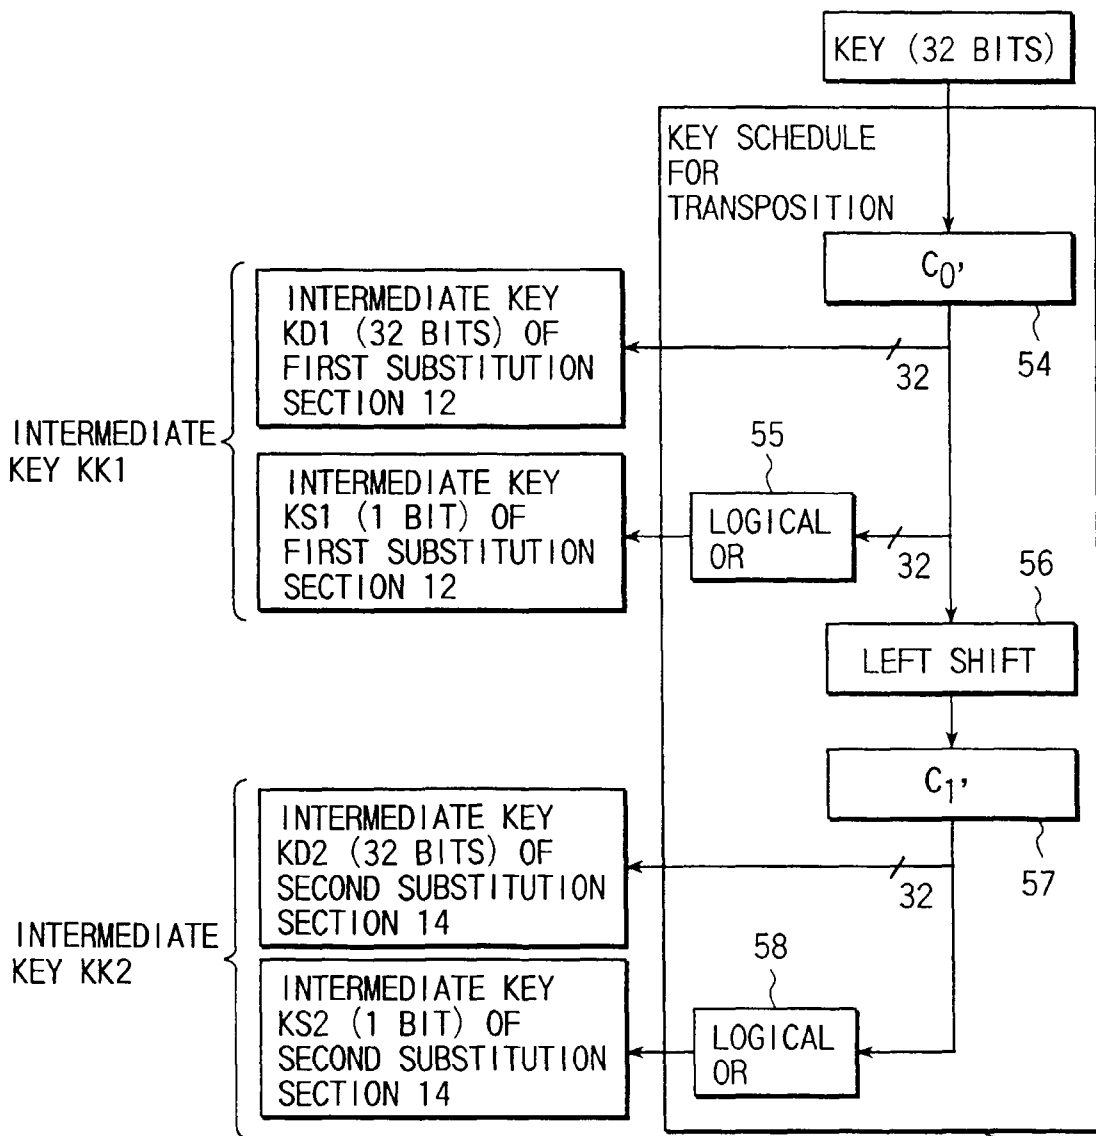 KEY (32 BITS)
KEY SCHEDULE
FOR
TRANSPOSITION
C0'
54
INTERMEDIATE KEY
KD1 (32 BITS) OF
FIRST SUBSTITUTION
SECTION 12
32
INTERMEDIATE
KEY KK1
55
INTERMEDIATE KEY
KS1 (1 BIT) OF
FIRST SUBSTITUTION
SECTION 12
LOGICAL
OR
32
56
LEFT SHIFT
C1'
57
INTERMEDIATE KEY
KD2 (32 BITS) OF
SECOND SUBSTITUTION
SECTION 14
32
INTERMEDIATE
KEY KK2
58
INTERMEDIATE KEY
KS2 (1 BIT) OF
SECOND SUBSTITUTION
SECTION 14
LOGICAL
OR